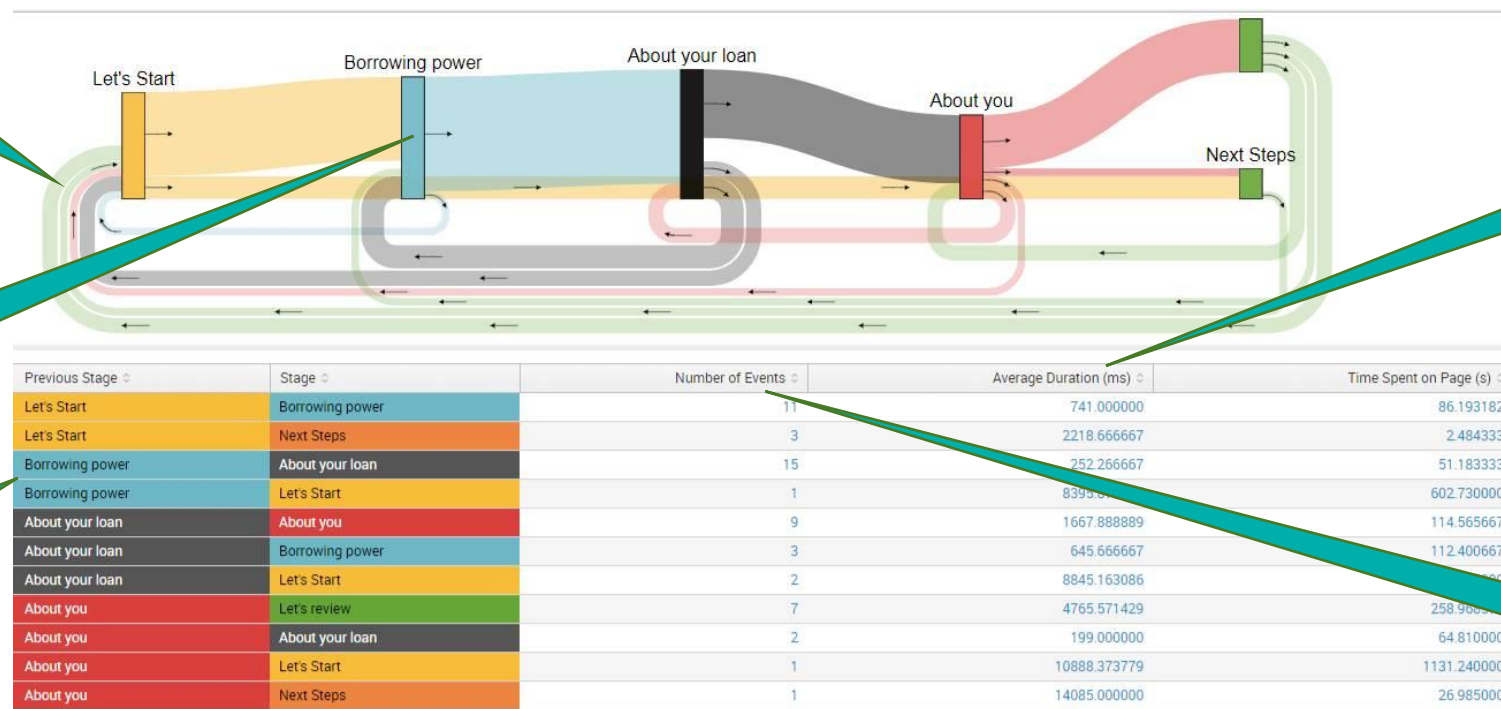 Let's Start
Borrowing power
About your loan
About you
Next Steps
Previous Stage Stage Number of Events Average Duration (ms) Time Spent on Page (s)
Let's Start Borrowing power 11 741.000000 86.193182
Let's Start Next Steps 3 2218.666667 2.484333
Borrowing power About your loan 15 252.266667 51.183333
Borrowing power Let's Start 1 602.730000
About your loan About you 9 1667.888889 114.565667
About your loan Borrowing power 3 645.666667 112.400667
About your loan Let's Start 2 8845.163086
About you Let's review 7 4765.571429
About you About your loan 2 199.000000 64.810000
About you Let's Start 1 10888.373779 1131.240000
About you Next Steps 1 14085.000000 26.985000